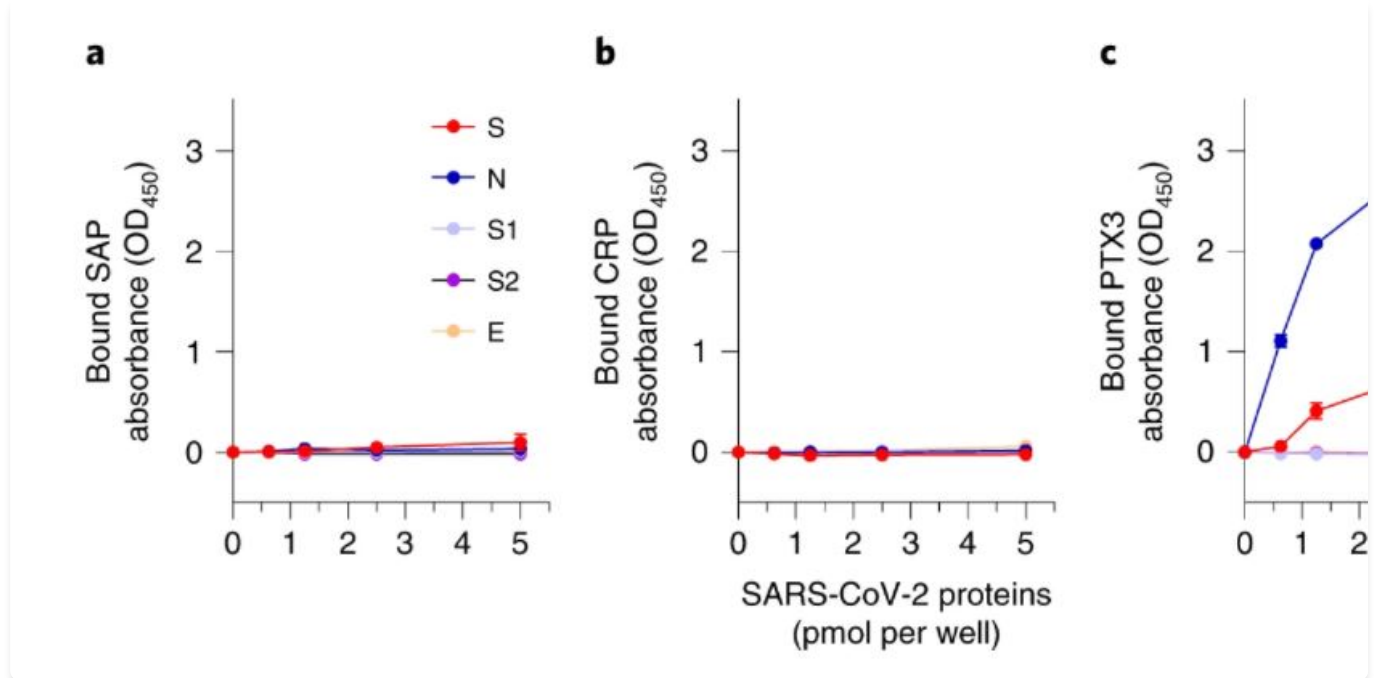 a
Bound SAP
absorbance (OD450)
3
2
1
0
S
N
S1
S2
E
0 1 2 3 4 5
b
Bound CRP
absorbance (OD450)
3
2
1
0
0 1 2 3 4 5
SARS-CoV-2 proteins
(pmol per well)
c
Bound PTX3
absorbance (OD450)
3
2
1
0
0 1 2